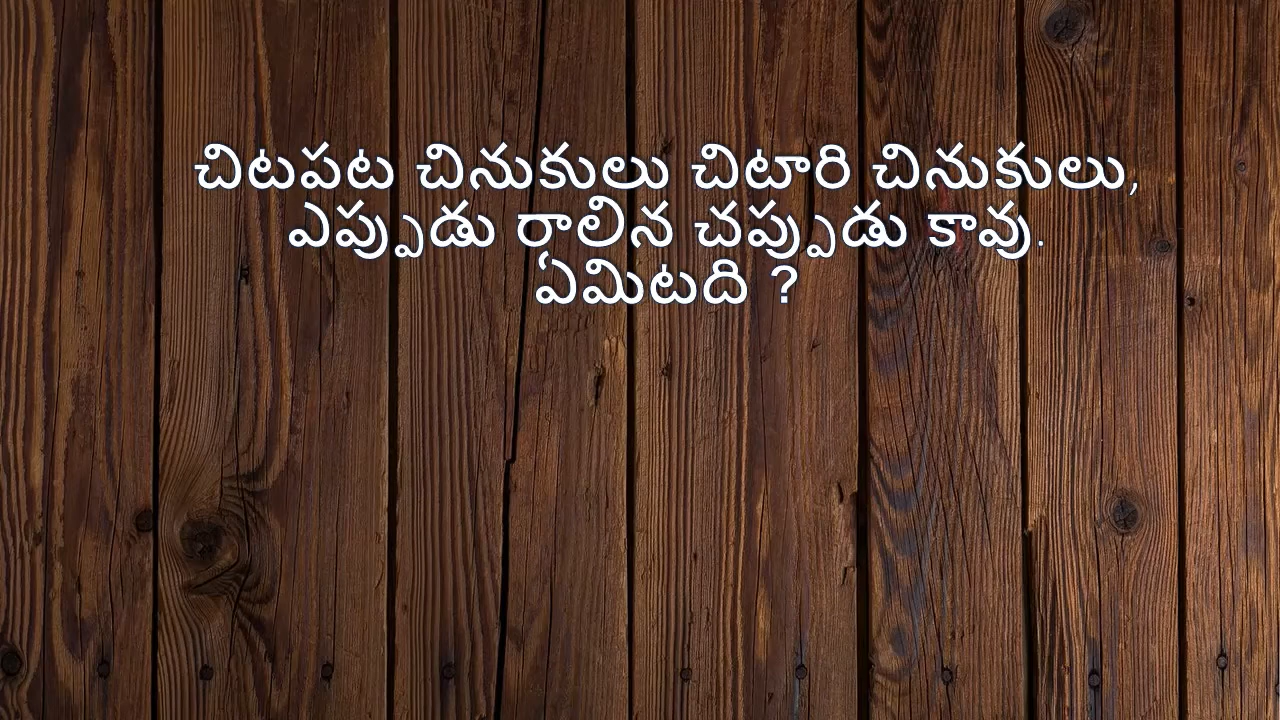 చిటపట చినుకులు చిటారి చినుకులు,
ఎప్పుడు రాలిన చప్పుడు కావు.
ఏమిటది ?